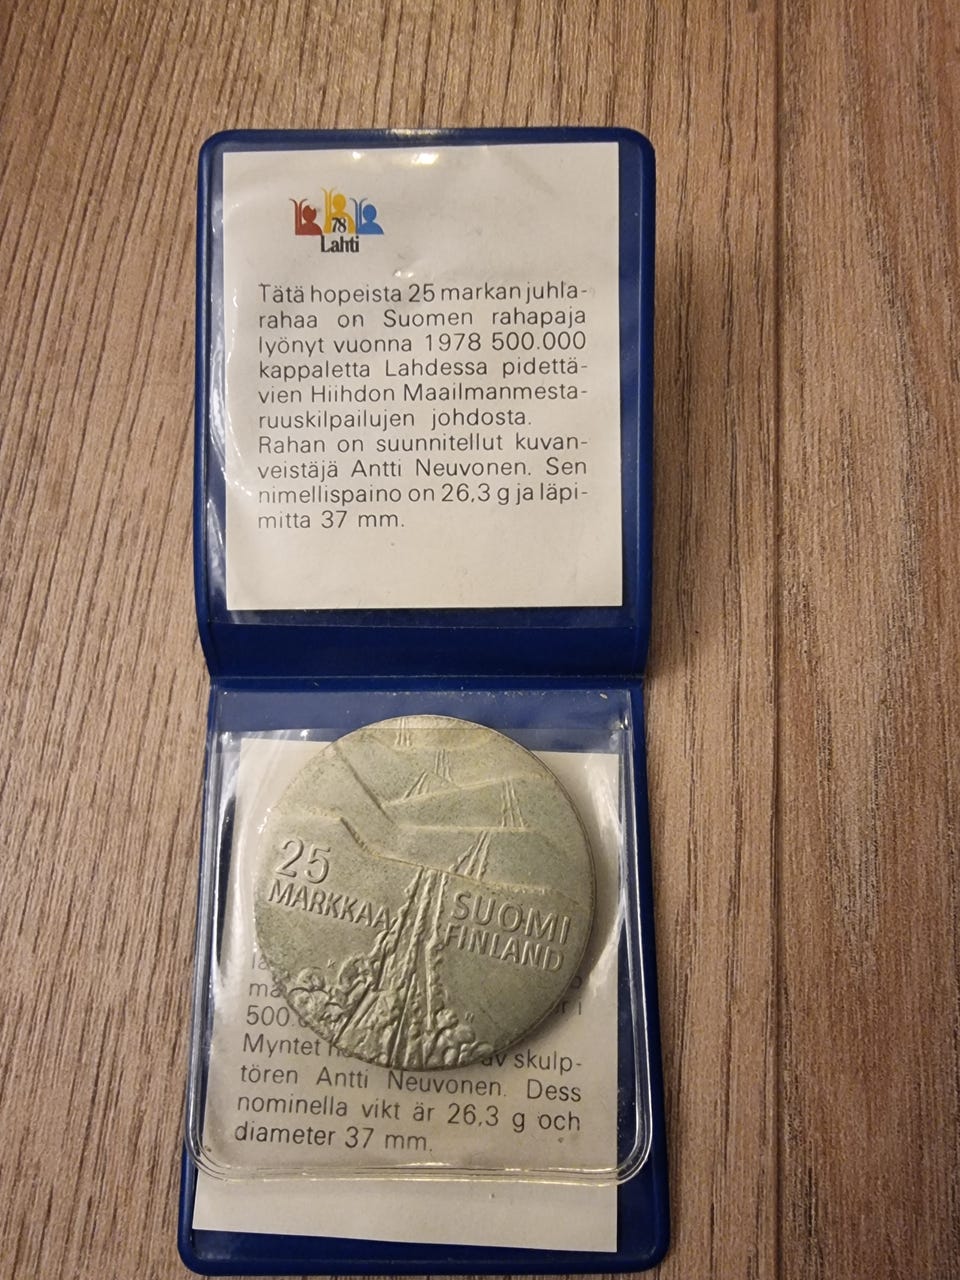 78
Lahti
Tätä hopeista 25 markan juhla-
rahaa on Suomen rahapaja
lyönyt vuonna 1978 500.000
kappaletta Lahdessa pidettä-
vien Hiihdon Maailmanmesta-
ruuskilpailujen johdosta.
Rahan on suunnitellut kuvan-
veistäjä Antti Neuvonen. Sen
nimellispaino on 26,3 g ja läpi-
mitta 37 mm.
25
MARKKAA
SUOMI
FINLAND
K
N
i
Myntet
av skulp-
tören Antti Neuvonen. Dess
nominella vikt är 26,3 g och
diameter 37 mm.